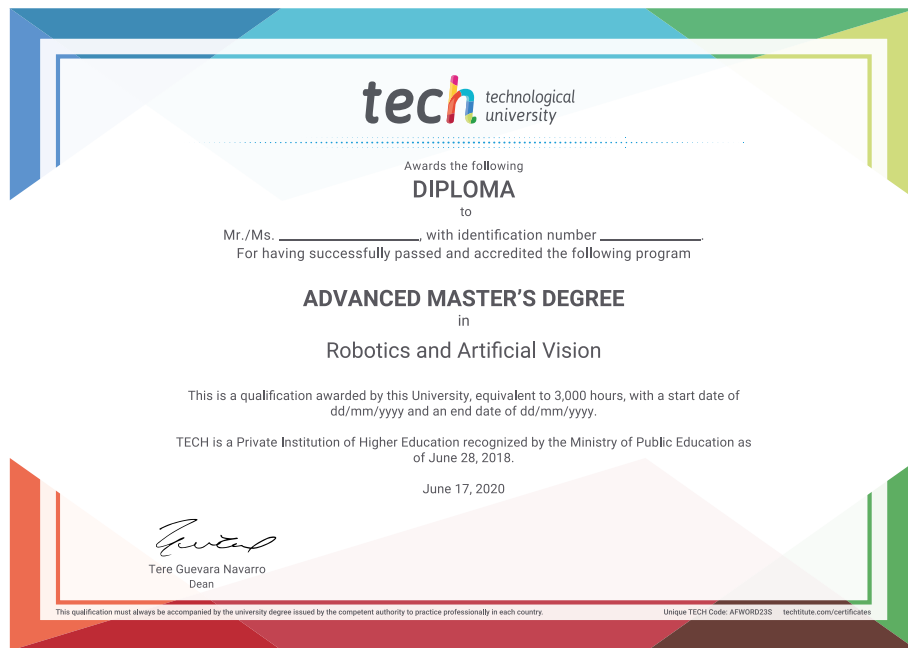 tech technological
university
Awards the following
DIPLOMA
to
Mr./Ms. ____________________, with identification number ______________.
For having successfully passed and accredited the following program
ADVANCED MASTER'S DEGREE
in
Robotics and Artificial Vision
This is a qualification awarded by this University, equivalent to 3,000 hours, with a start date of
dd/mm/yyyy and an end date of dd/mm/yyyy.
TECH is a Private Institution of Higher Education recognized by the Ministry of Public Education as
of June 28, 2018.
June 17, 2020
Tere Guevara Navarro
Dean
This qualification must always be accompanied by the university degree issued by the competent authority to practice professionally in each country. Unique TECH Code: AFWORD23S techtitute.com/certificates